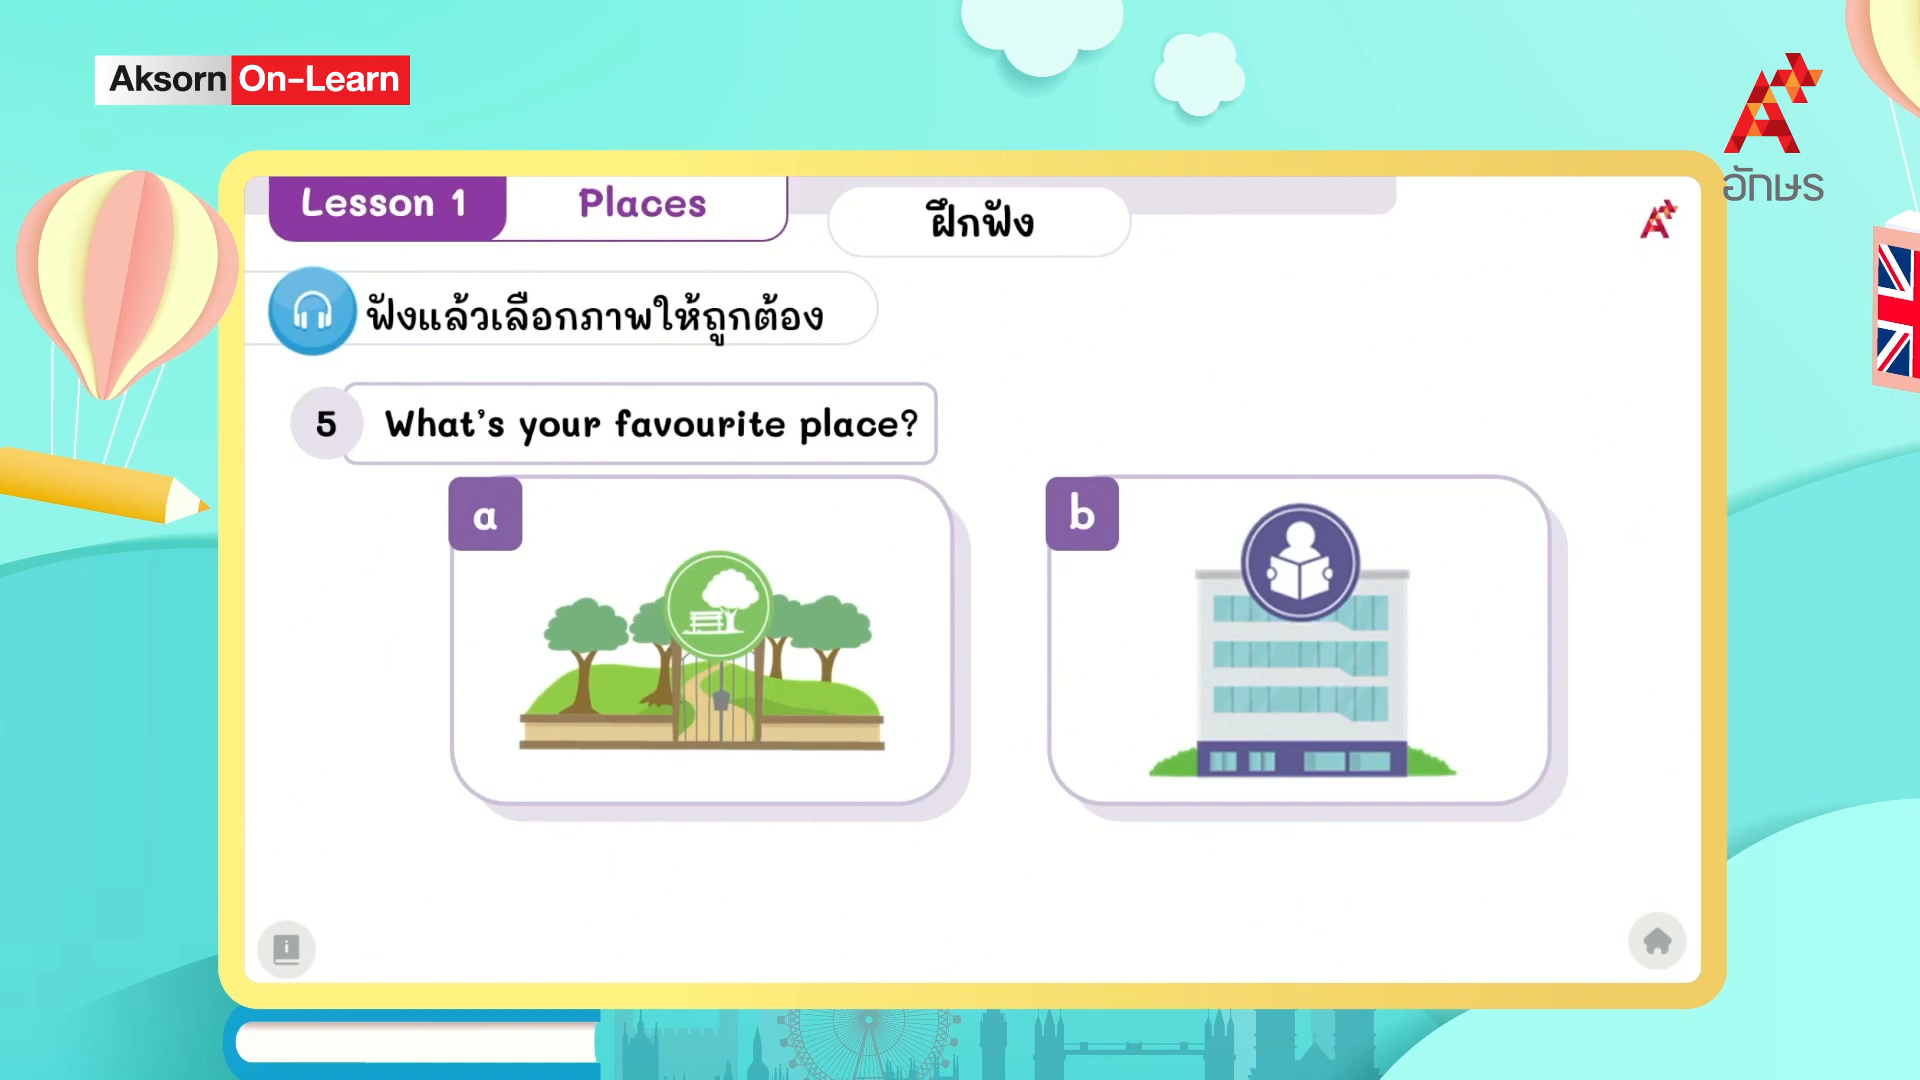 Aksorn On-Learn
อักษร
Lesson 1 Places ฝึกฟัง
ฟังแล้วเลือกภาพให้ถูกต้อง
5 What's your favourite place?
a
b